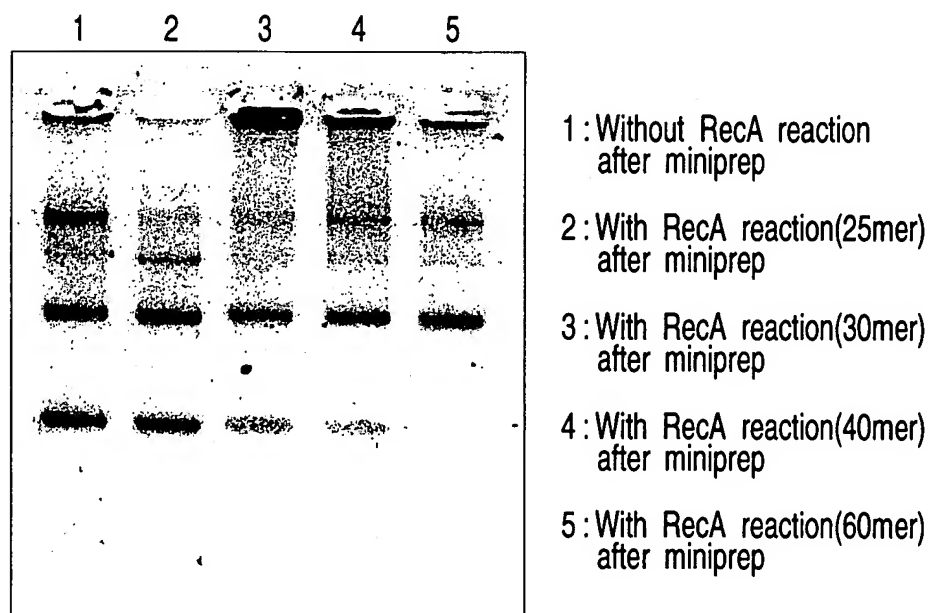 1 2 3 4 5
1 : Without RecA reaction
after miniprep
2 : With RecA reaction(25mer)
after miniprep
3 : With RecA reaction(30mer)
after miniprep
4 : With RecA reaction(40mer)
after miniprep
5 : With RecA reaction(60mer)
after miniprep